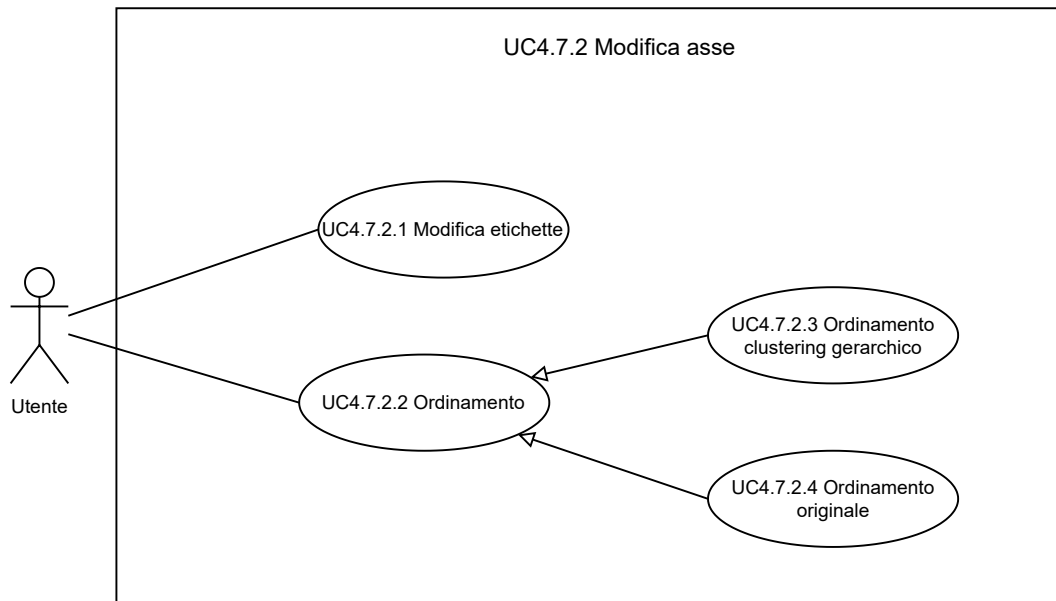 UC4.7.2 Modifica asse
UC4.7.2.1 Modifica etichette
UC4.7.2.3 Ordinamento
clustering gerarchico
UC4.7.2.2 Ordinamento
Utente
UC4.7.2.4 Ordinamento
originale